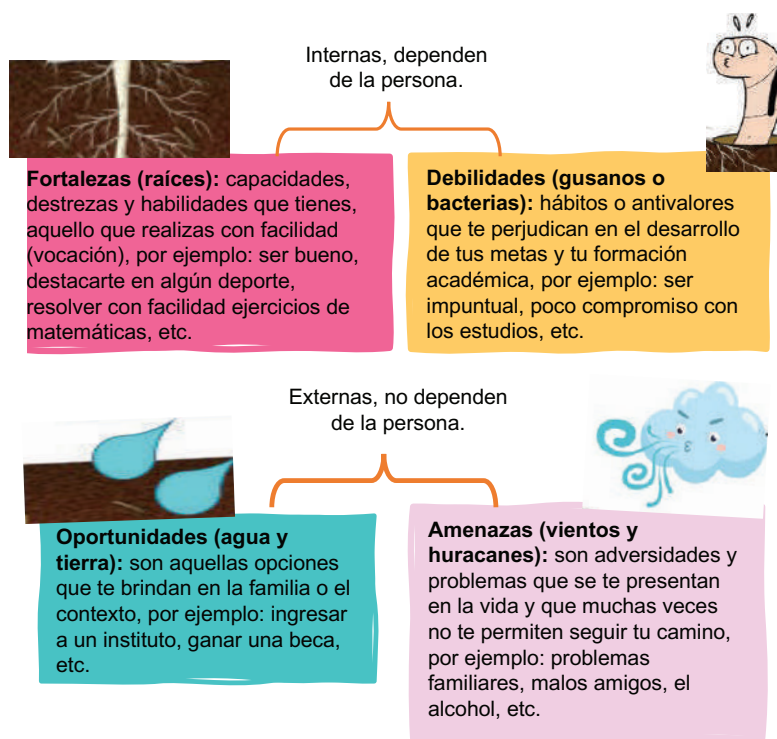 Internas, dependen
de la persona.
Fortalezas (raíces): capacidades,
destrezas y habilidades que tienes,
aquello que realizas con facilidad
(vocación), por ejemplo: ser bueno,
destacarte en algún deporte,
resolver con facilidad ejercicios de
matemáticas, etc.
Debilidades (gusanos o
bacterias): hábitos o antivalores
que te perjudican en el desarrollo
de tus metas y tu formación
académica, por ejemplo: ser
impuntual, poco compromiso con
los estudios, etc.
Externas, no dependen
de la persona.
Oportunidades (agua y
tierra): son aquellas opciones
que te brindan en la familia o el
contexto, por ejemplo: ingresar
a un instituto, ganar una beca,
etc.
Amenazas (vientos y
huracanes): son adversidades y
problemas que se te presentan
en la vida y que muchas veces
no te permiten seguir tu camino,
por ejemplo: problemas
familiares, malos amigos, el
alcohol, etc.